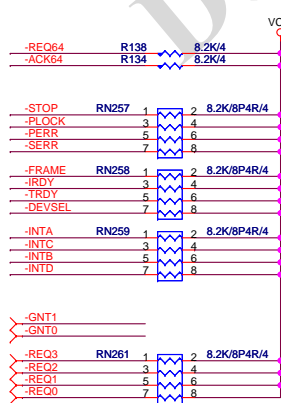 VC
-REQ64 R138 8.2K/4
-ACK64 R134 8.2K/4
-STOP RN257 1 2 8.2K/8P4R/4
-PLOCK 3 4
-PERR 5 6
-SERR 7 8
-FRAME RN258 1 2 8.2K/8P4R/4
-IRDY 3 4
-TRDY 5 6
-DEVSEL 7 8
-INTA RN259 1 2 8.2K/8P4R/4
-INTC 3 4
-INTB 5 6
-INTD 7 8
-GNT1
-GNT0
-REQ3 RN261 1 2 8.2K/8P4R/4
-REQ2 3 4
-REQ1 5 6
-REQ0 7 8